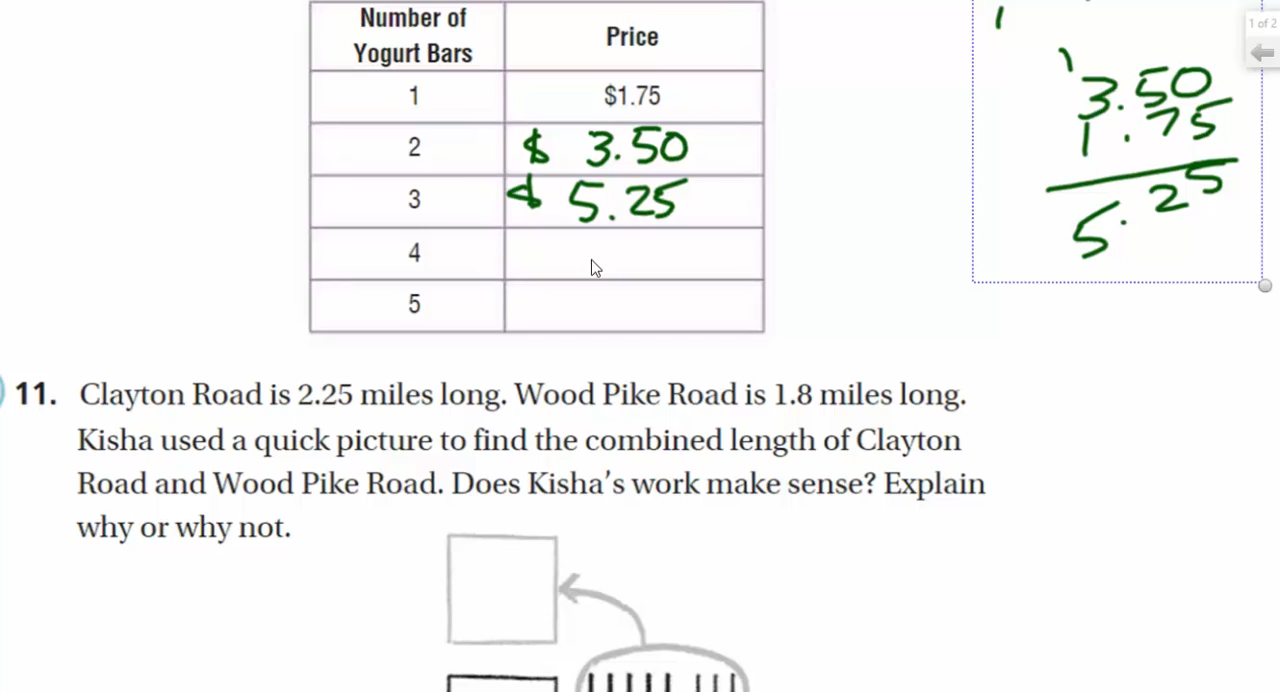 Number of
Yogurt Bars
Price
1
$1.75
2
$ 3.50
3
$ 5.25
4
5
1
1
3.50
1.75
5.25
1 of 2
11. Clayton Road is 2.25 miles long. Wood Pike Road is 1.8 miles long.
Kisha used a quick picture to find the combined length of Clayton
Road and Wood Pike Road. Does Kisha's work make sense? Explain
why or why not.